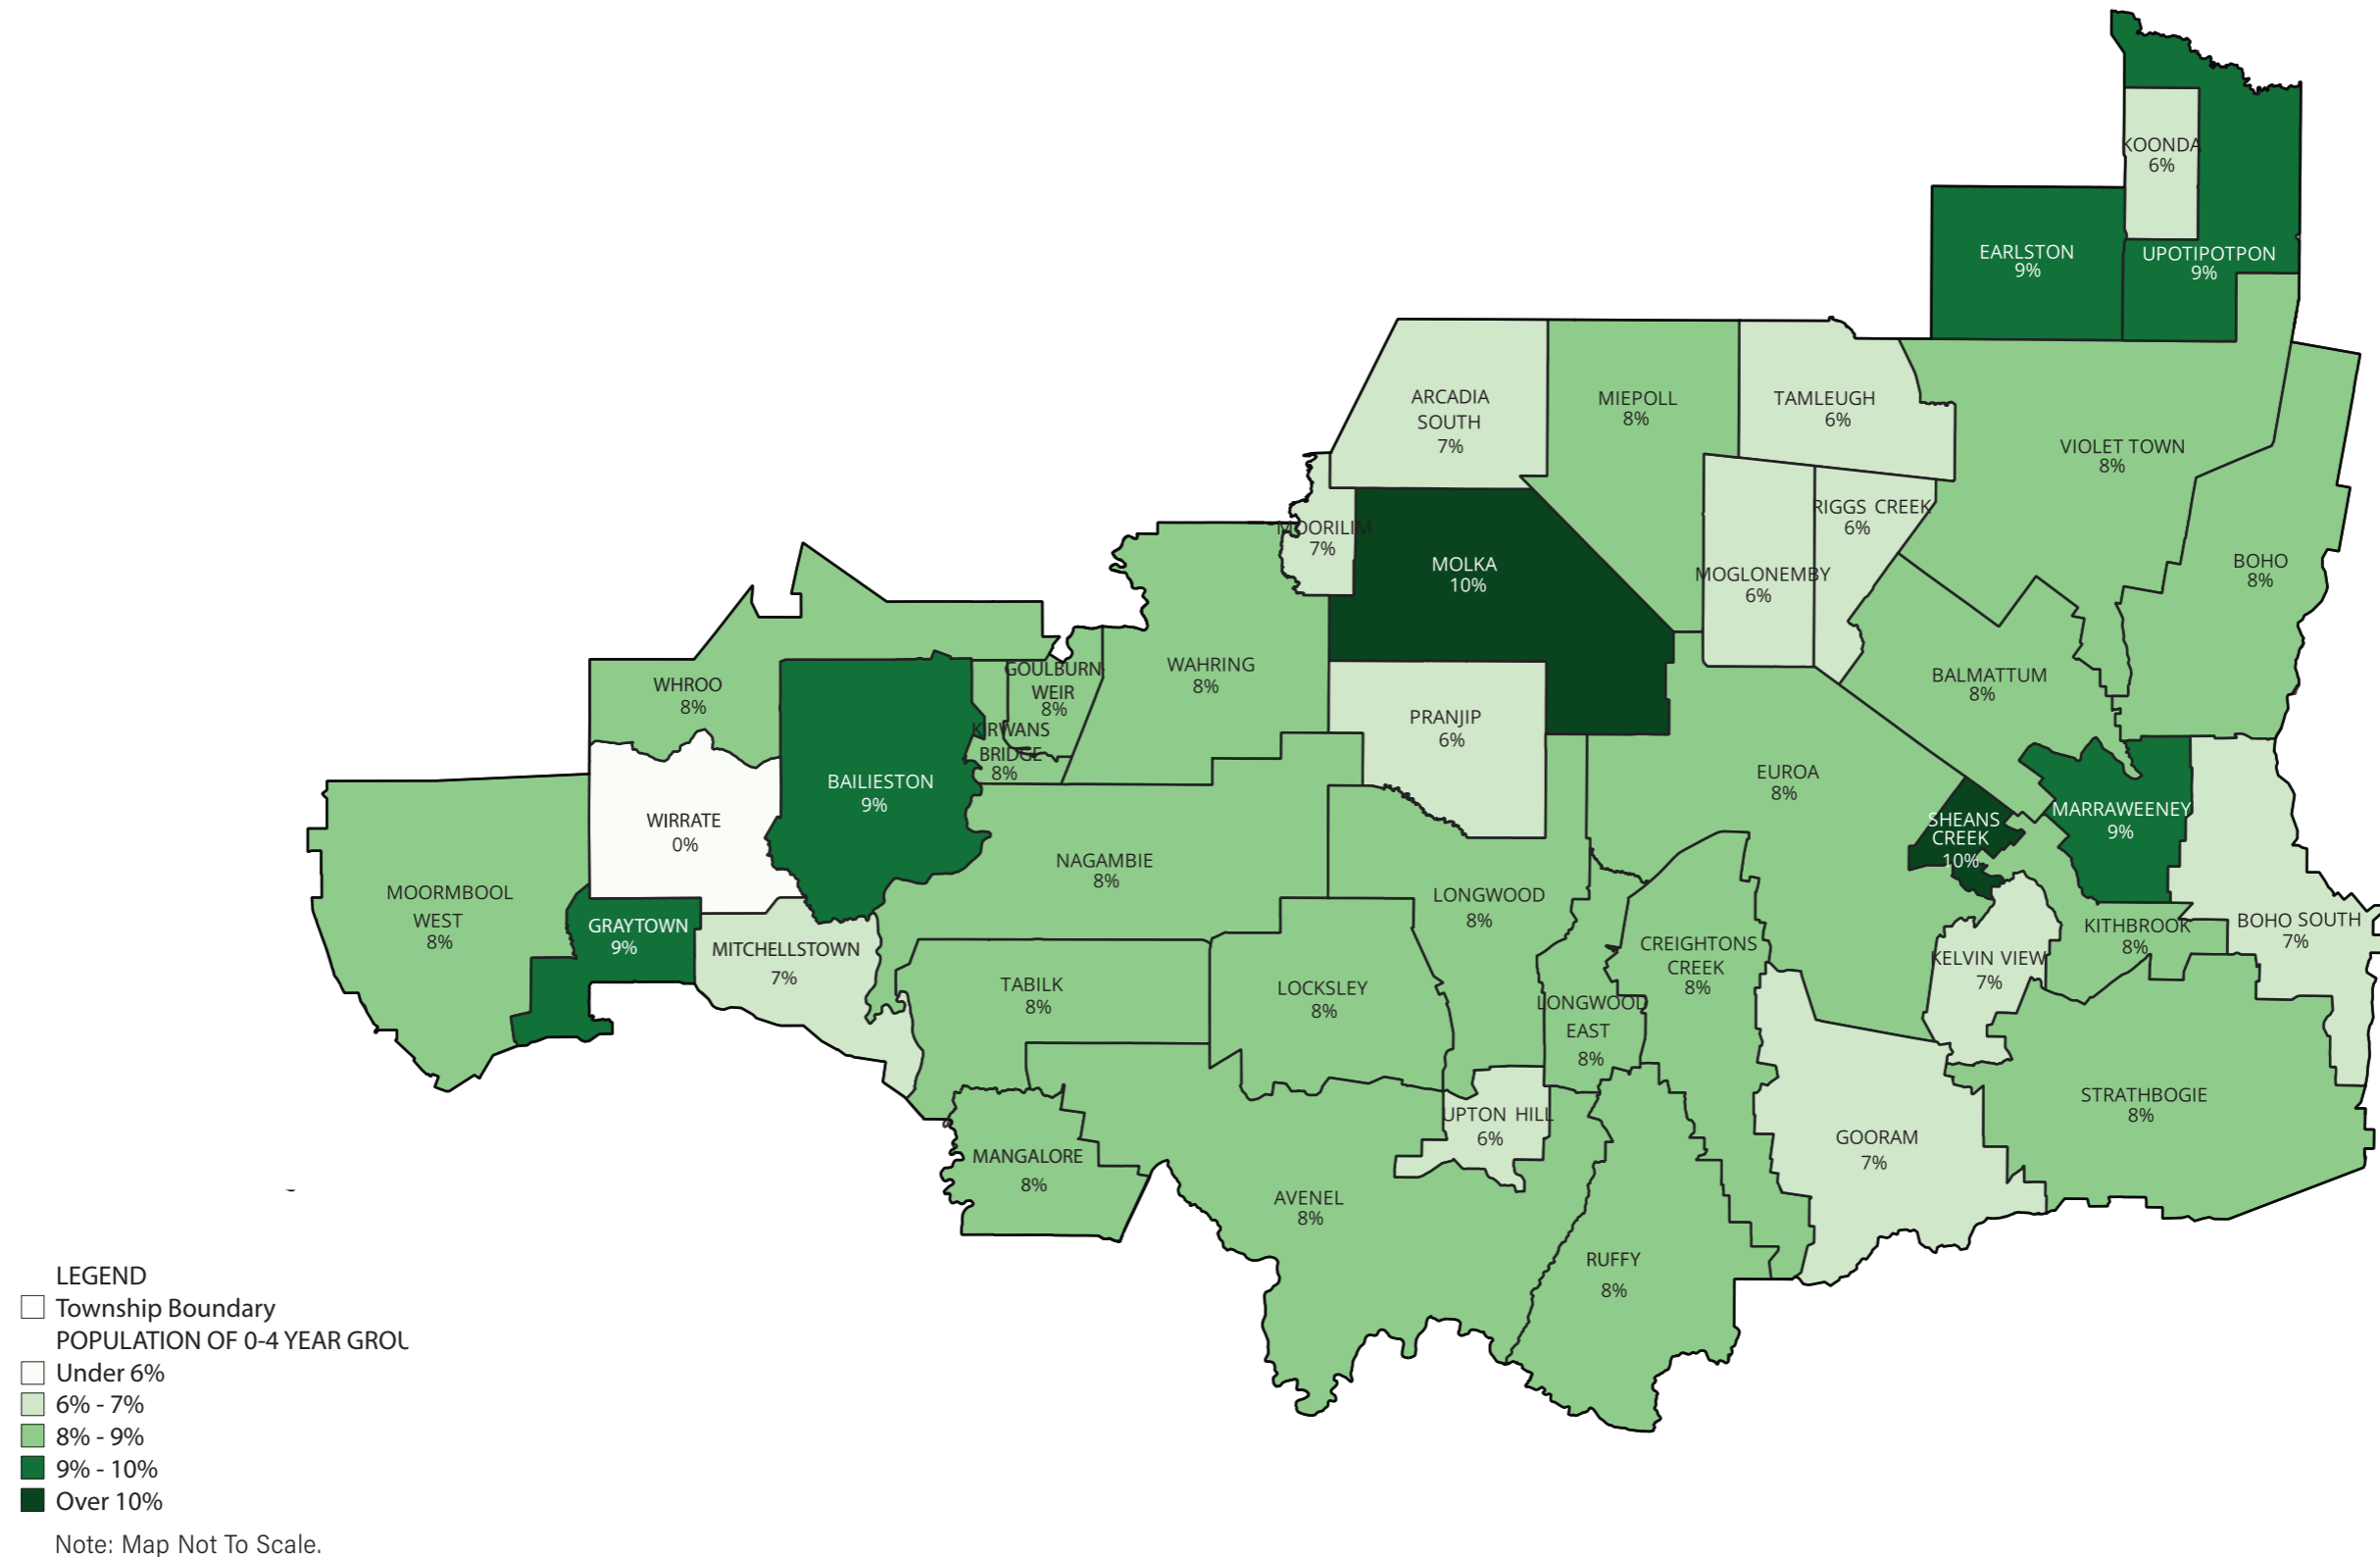 KOONDA
6%
EARLSTON
9%
UPOTIPOTPON
9%
ARCADIA
SOUTH
7%
MIEPOLL
8%
TAMLEUGH
6%
VIOLET TOWN
8%
MOORILIM
7%
RIGGS CREEK
6%
MOLKA
10%
MOGLONEMBY
6%
BOHO
8%
WHROO
8%
GOULBURN
WEIR
8%
WAHRING
8%
BALMATTUM
8%
KIRWANS
BRIDGE
8%
PRANJIP
6%
EUROA
8%
BAILIESTON
9%
WIRRATE
0%
SHEANS
CREEK
10%
MARRAWEENEY
9%
NAGAMBIE
8%
MOORMBOOL
WEST
8%
LONGWOOD
8%
GRAYTOWN
9%
MITCHELLSTOWN
7%
CREIGHTONS
CREEK
8%
KELVIN VIEW
7%
KITHBROOK
8%
BOHO SOUTH
7%
TABILK
8%
LOCKSLEY
8%
LONGWOOD
EAST
8%
UPTON HILL
6%
STRATHBOGIE
8%
GOORAM
7%
MANGALORE
8%
AVENEL
8%
RUFFY
8%
LEGEND
Township Boundary
POPULATION OF 0-4 YEAR GROU
Under 6%
6% - 7%
8% - 9%
9% - 10%
Over 10%
Note: Map Not To Scale.